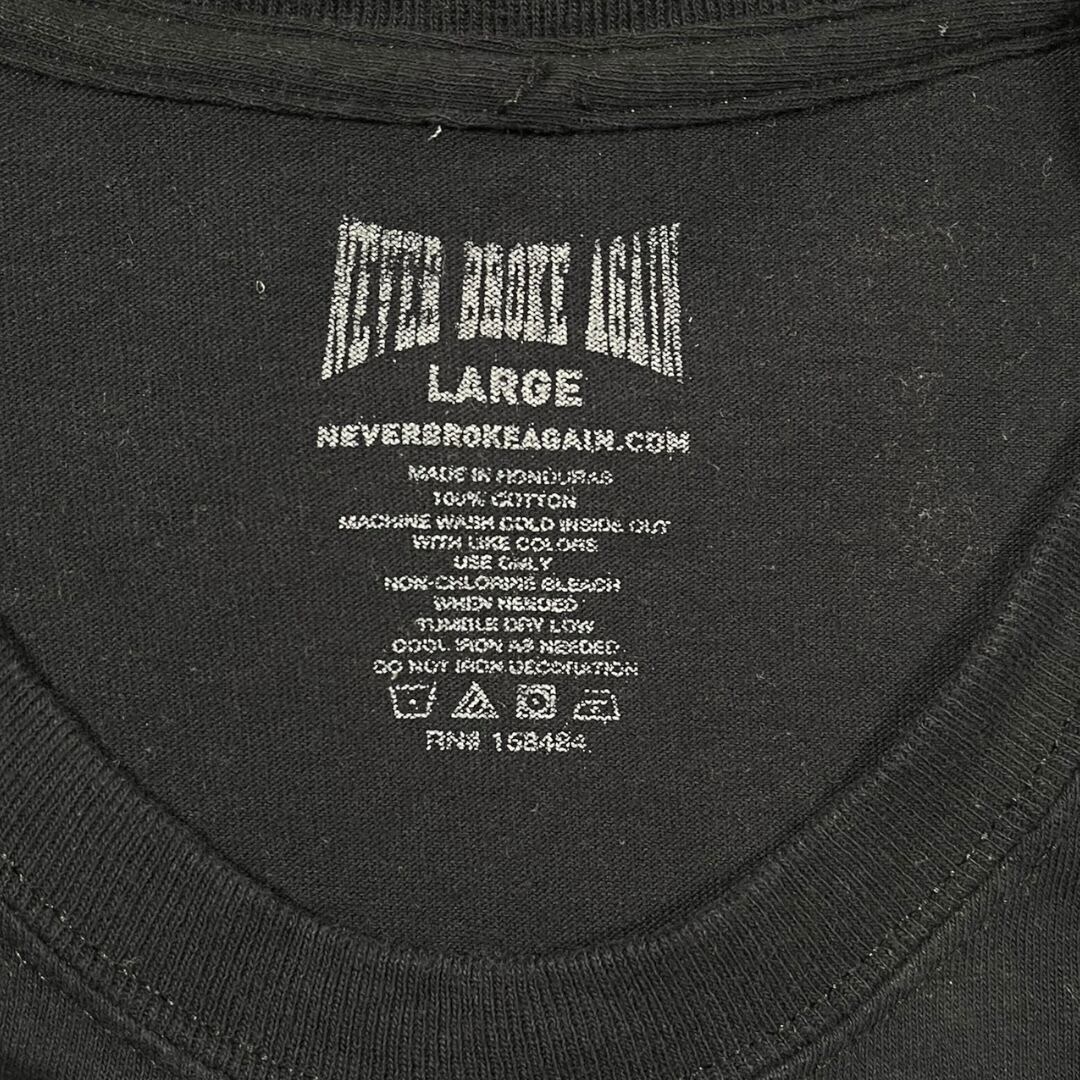 NEVER BROKE AGAIN
LARGE
NEVERBROKEAGAIN.COM
MADE IN HONDURAS
100% COTTON
MACHINE WASH COLD INSIDE OUT
WITH LIKE COLORS
USE ONLY
NON-CHLORINE BLEACH
WHEN NEEDED
TUMBLE DRY LOW
COOL IRON AS NEEDED
DO NOT IRON DECORATION
RN# 158484